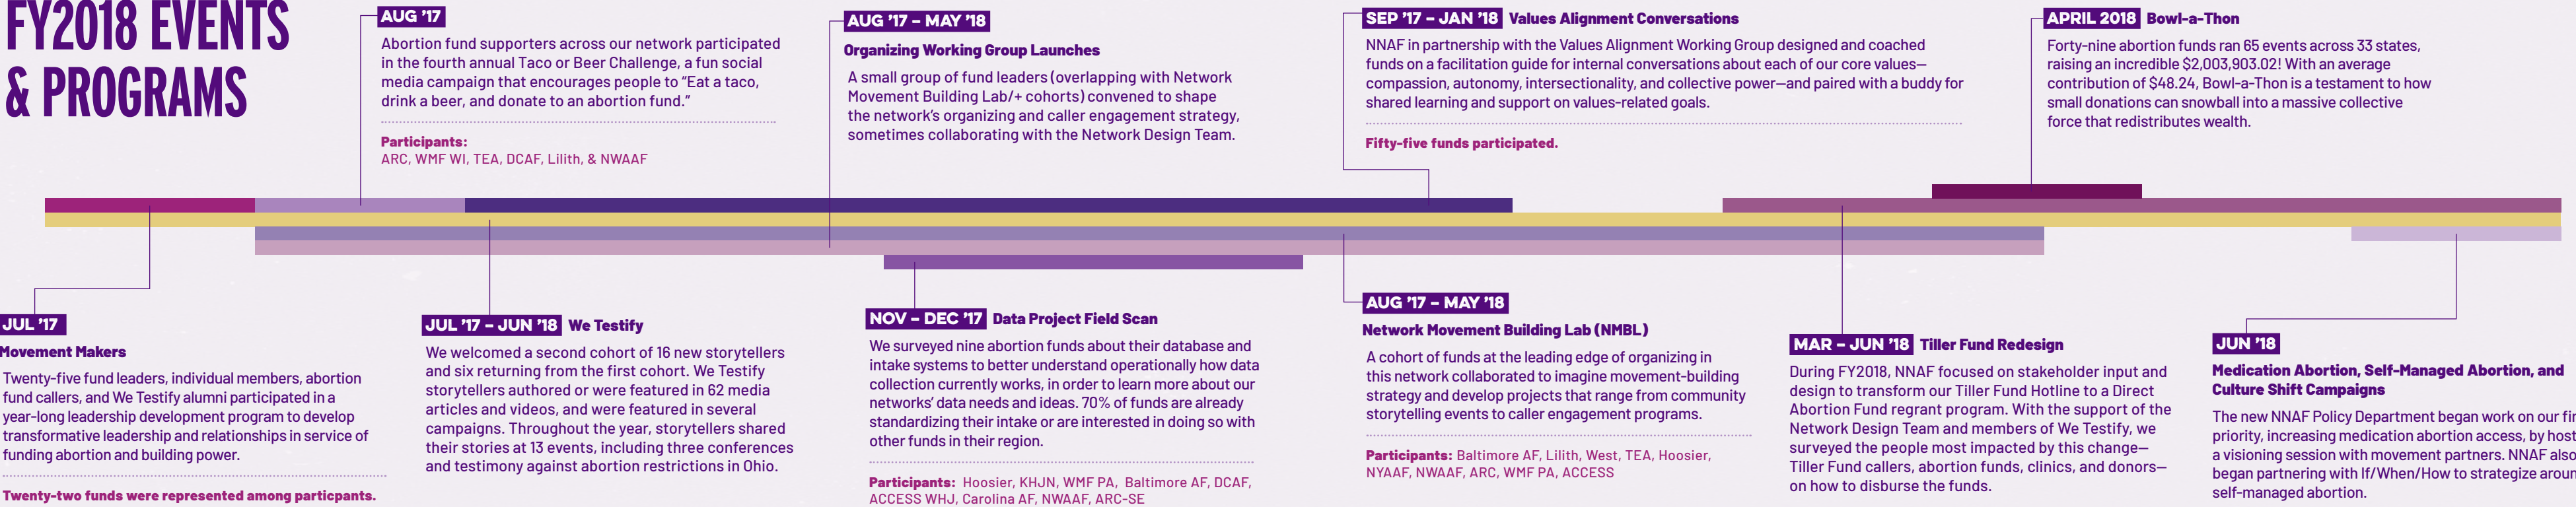 FY2018 EVENTS
& PROGRAMS
AUG ’17
Abortion fund supporters across our network participated
in the fourth annual Taco or Beer Challenge, a fun social
media campaign that encourages people to “Eat a taco,
drink a beer, and donate to an abortion fund.”
Participants:
ARC, WMF WI, TEA, DCAF, Lilith, & NWAAF
AUG ’17 – MAY ’18
Organizing Working Group Launches
A small group of fund leaders (overlapping with Network
Movement Building Lab/+ cohorts) convened to shape
the network’s organizing and caller engagement strategy,
sometimes collaborating with the Network Design Team.
SEP ’17 – JAN ’18 Values Alignment Conversations
NNAF in partnership with the Values Alignment Working Group designed and coached
funds on a facilitation guide for internal conversations about each of our core values—
compassion, autonomy, intersectionality, and collective power—and paired with a buddy for
shared learning and support on values-related goals.
Fifty-five funds participated.
APRIL 2018 Bowl-a-Thon
Forty-nine abortion funds ran 65 events across 33 states,
raising an incredible $2,003,903.02! With an average
contribution of $48.24, Bowl-a-Thon is a testament to how
small donations can snowball into a massive collective
force that redistributes wealth.
JUL ’17
Movement Makers
Twenty-five fund leaders, individual members, abortion
fund callers, and We Testify alumni participated in a
year-long leadership development program to develop
transformative leadership and relationships in service of
funding abortion and building power.
Twenty-two funds were represented among particpants.
JUL ’17 – JUN ’18 We Testify
We welcomed a second cohort of 16 new storytellers
and six returning from the first cohort. We Testify
storytellers authored or were featured in 62 media
articles and videos, and were featured in several
campaigns. Throughout the year, storytellers shared
their stories at 13 events, including three conferences
and testimony against abortion restrictions in Ohio.
NOV – DEC ’17 Data Project Field Scan
We surveyed nine abortion funds about their database and
intake systems to better understand operationally how data
collection currently works, in order to learn more about our
networks’ data needs and ideas. 70% of funds are already
standardizing their intake or are interested in doing so with
other funds in their region.
Participants: Hoosier, KHJN, WMF PA, Baltimore AF, DCAF,
ACCESS WHJ, Carolina AF, NWAAF, ARC-SE
AUG ’17 – MAY ’18
Network Movement Building Lab (NMBL)
A cohort of funds at the leading edge of organizing in
this network collaborated to imagine movement-building
strategy and develop projects that range from community
storytelling events to caller engagement programs.
Participants: Baltimore AF, Lilith, West, TEA, Hoosier,
NYAAF, NWAAF, ARC, WMF PA, ACCESS
MAR – JUN ’18 Tiller Fund Redesign
During FY2018, NNAF focused on stakeholder input and
design to transform our Tiller Fund Hotline to a Direct
Abortion Fund regrant program. With the support of the
Network Design Team and members of We Testify, we
surveyed the people most impacted by this change—
Tiller Fund callers, abortion funds, clinics, and donors—
on how to disburse the funds.
JUN ’18
Medication Abortion, Self-Managed Abortion, and
Culture Shift Campaigns
The new NNAF Policy Department began work on our
priority, increasing medication abortion access, by
a visioning session with movement partners. NNAF also
began partnering with If/When/How to strategize
self-managed abortion.